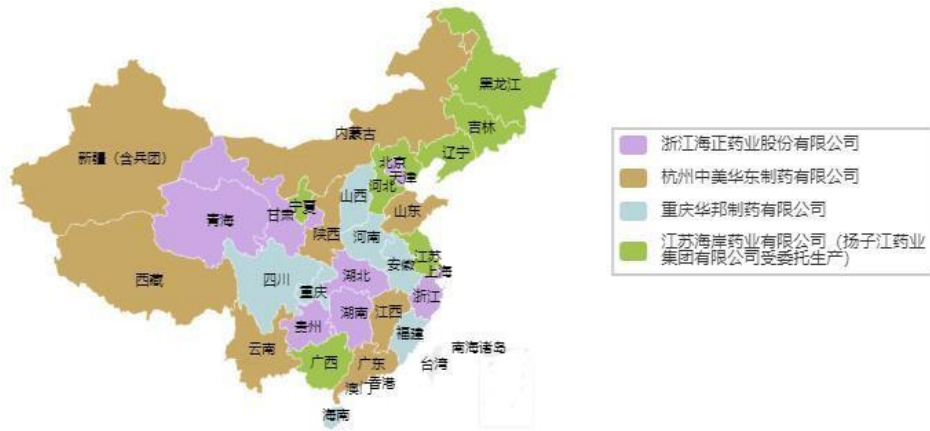 黑龙江
吉林
内蒙古
辽宁
新疆（含兵团）
北京
天津
河北
山西
宁夏
山东
青海
甘肃
陕西
河南
江苏
安徽
上海
西藏
四川
湖北
重庆
浙江
湖南
江西
贵州
福建
云南
南海诸岛
广西
广东
台湾
香港
澳门
海南
浙江海正药业股份有限公司
杭州中美华东制药有限公司
重庆华邦制药有限公司
江苏海岸药业有限公司（扬子江药业
集团有限公司受委托生产）